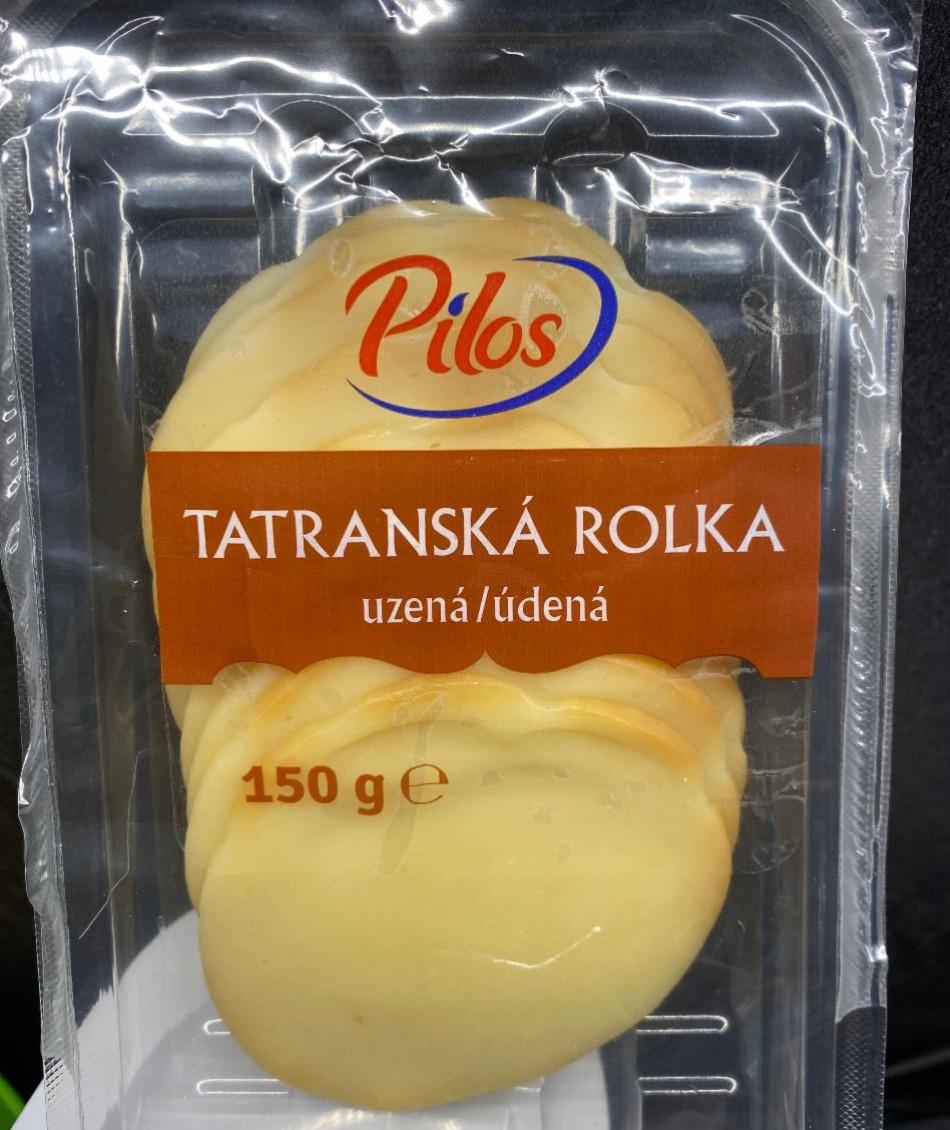 Pilos
TATRANSKÁ ROLKA
uzená/údená
150 g ℮